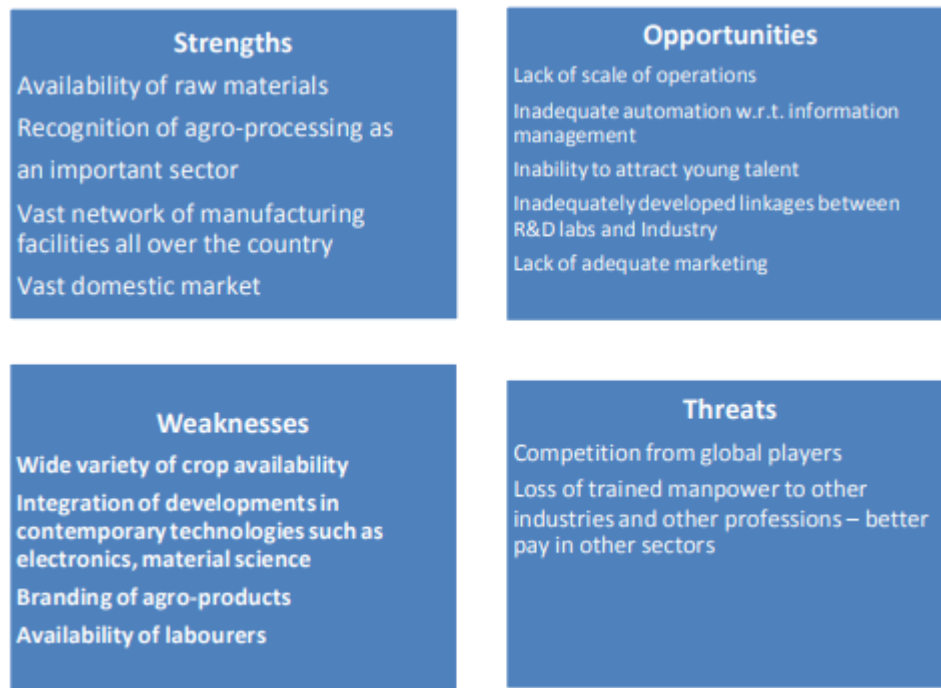 Strengths
Availability of raw materials
Recognition of agro-processing as
an important sector
Vast network of manufacturing
facilities all over the country
Vast domestic market
Opportunities
Lack of scale of operations
Inadequate automation w.r.t. information
management
Inability to attract young talent
Inadequately developed linkages between
R&D labs and Industry
Lack of adequate marketing
Weaknesses
Wide variety of crop availability
Integration of developments in
contemporary technologies such as
electronics, material science
Branding of agro-products
Availability of labourers
Threats
Competition from global players
Loss of trained manpower to other
industries and other professions – better
pay in other sectors